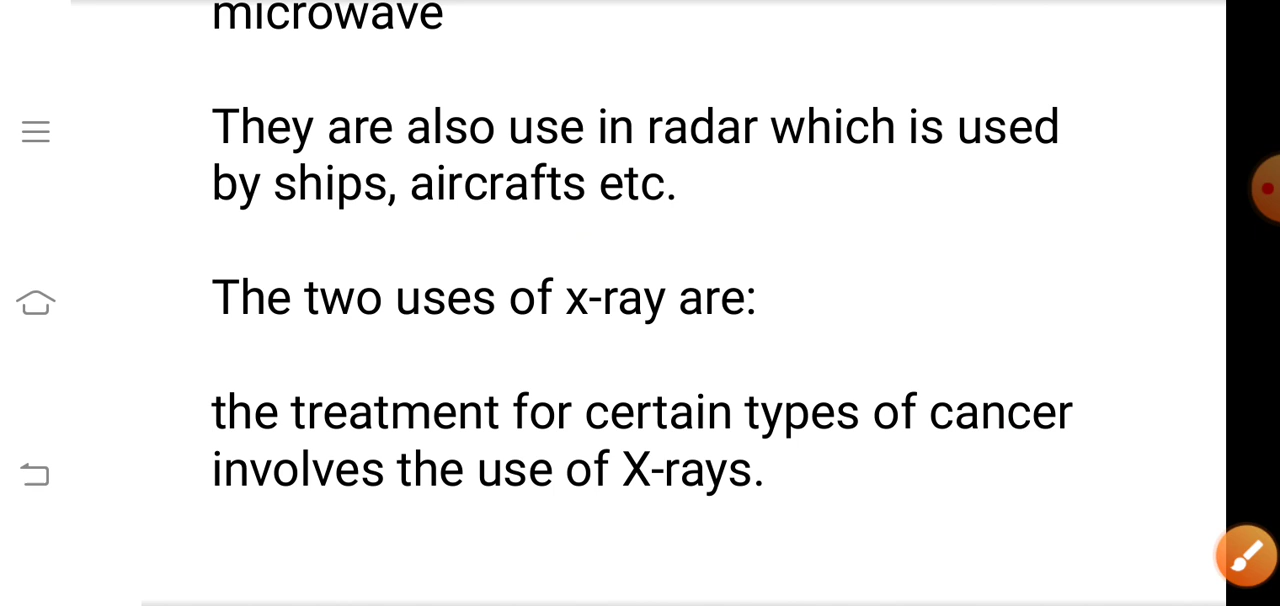 microwave
They are also use in radar which is used
by ships, aircrafts etc.
The two uses of x-ray are:
the treatment for certain types of cancer
involves the use of X-rays.